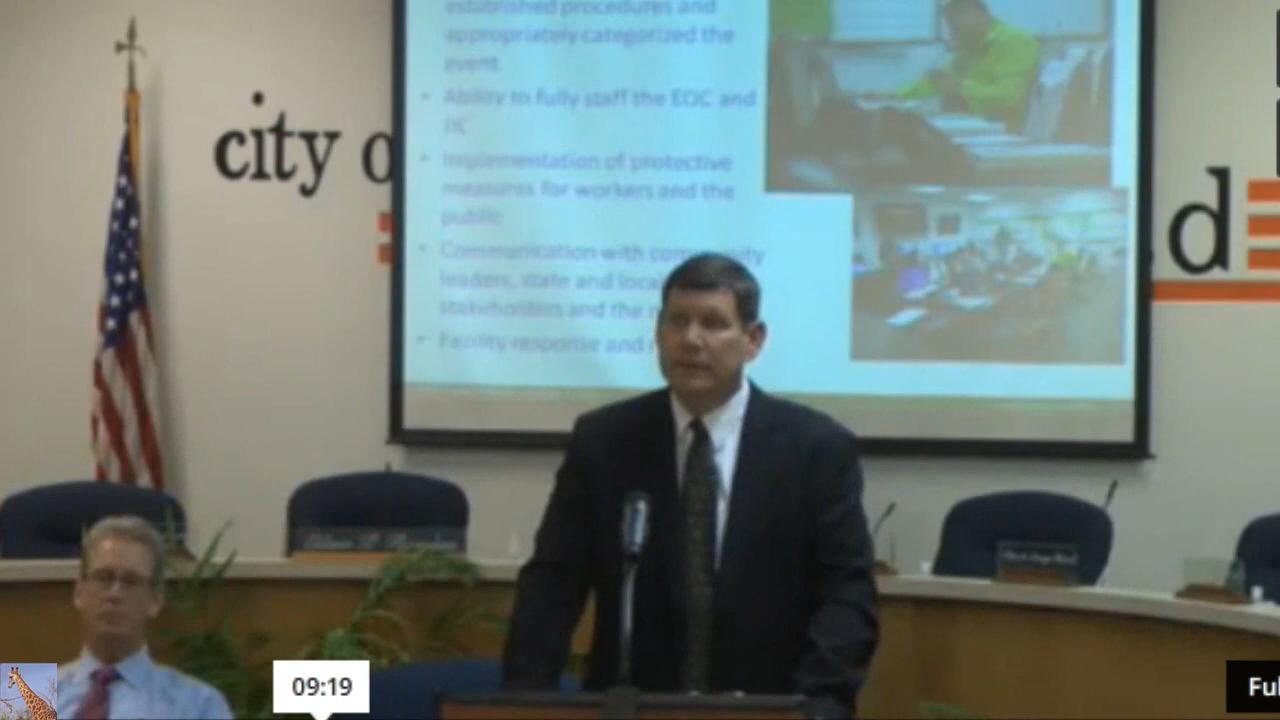 established procedures and
appropriately categorized the
event
• Ability to fully staff the EOC and
• Implementation of protective
measures for workers and the
public
• Communication with community
leaders, state and local
stakeholders and the
• Facility response and
city o
d
09:19
Ful